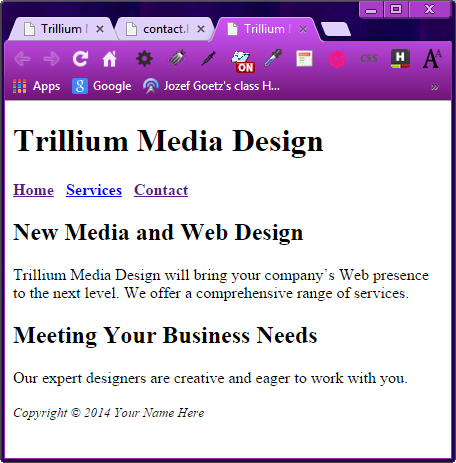 Trillium
contact.
Trillium M
ON
CSS
H
A A
Apps
Google
Jozef Goetz's class H...
»
Trillium Media Design
Home Services Contact
New Media and Web Design
Trillium Media Design will bring your company’s Web presence
to the next level. We offer a comprehensive range of services.
Meeting Your Business Needs
Our expert designers are creative and eager to work with you.
Copyright © 2014 Your Name Here